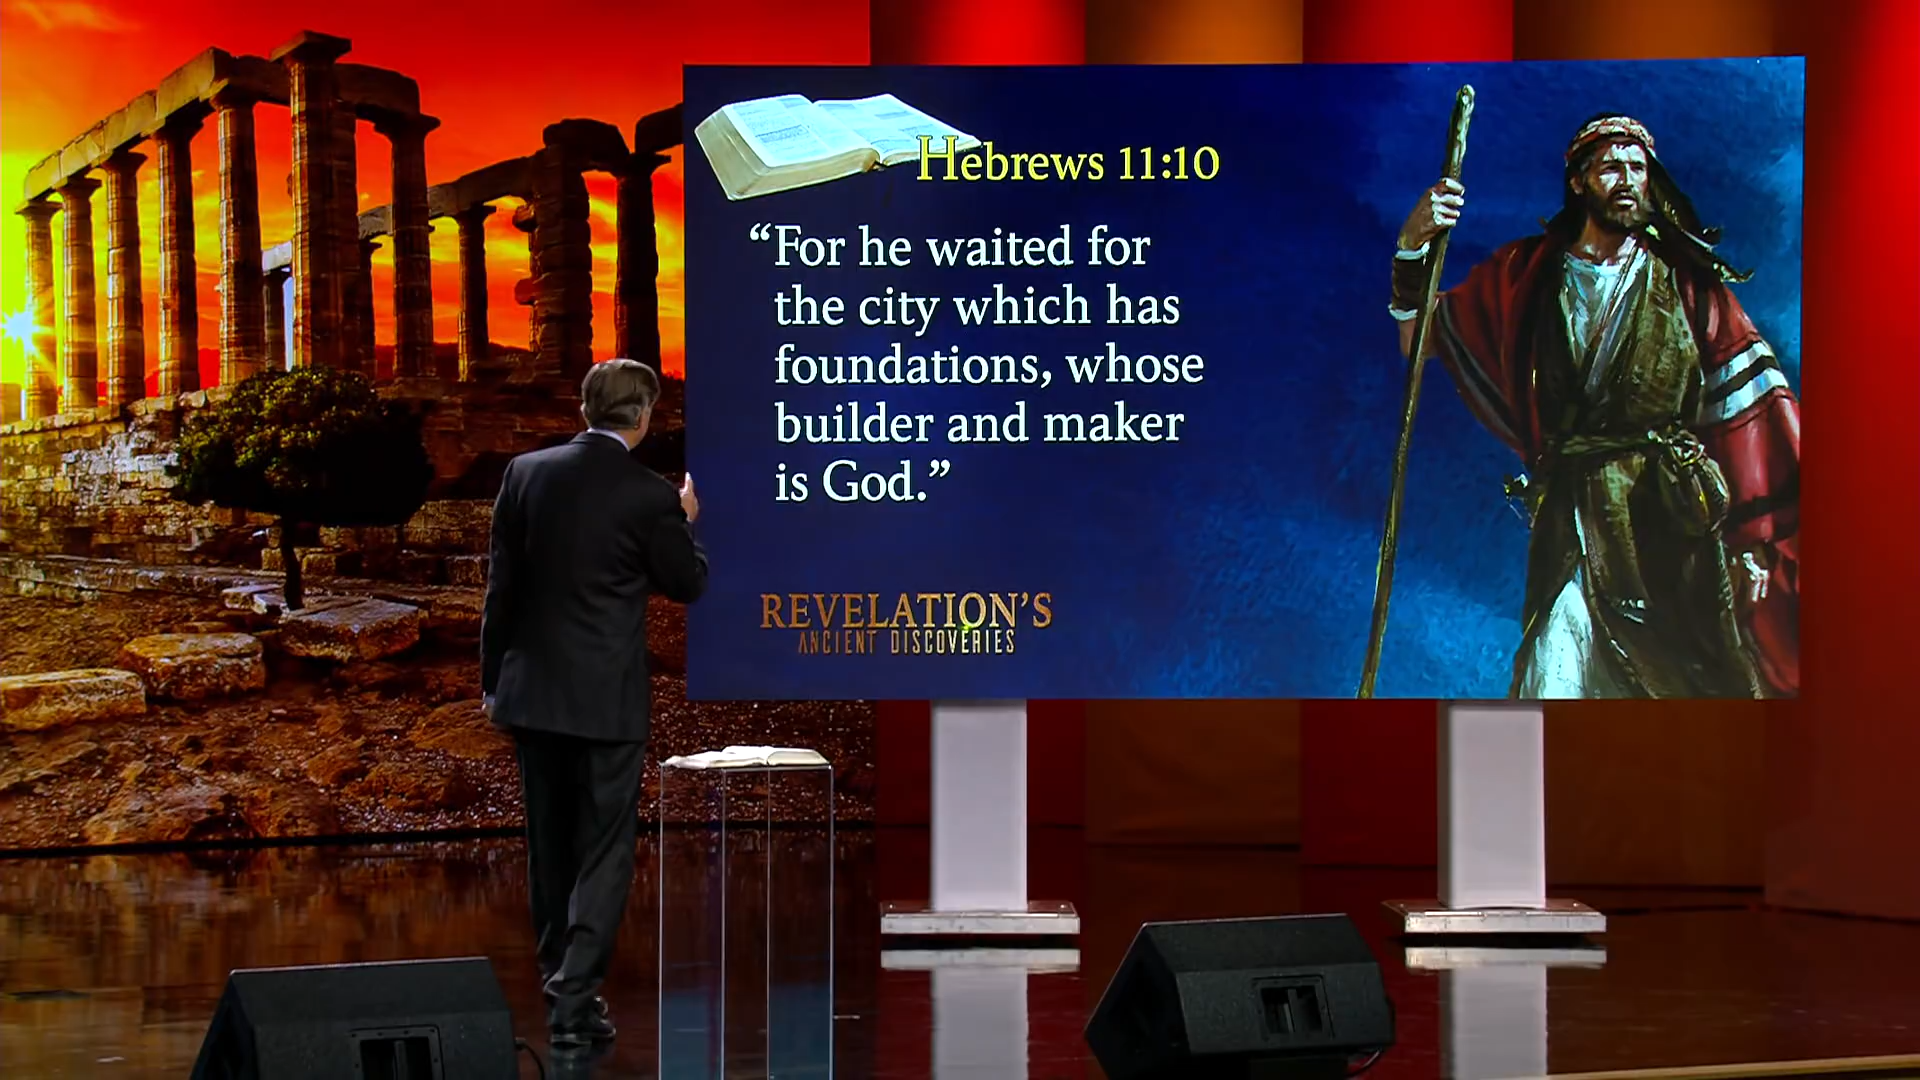 Hebrews 11:10
“For he waited for
the city which has
foundations, whose
builder and maker
is God.”
REVELATION’S
ANCIENT DISCOVERIES